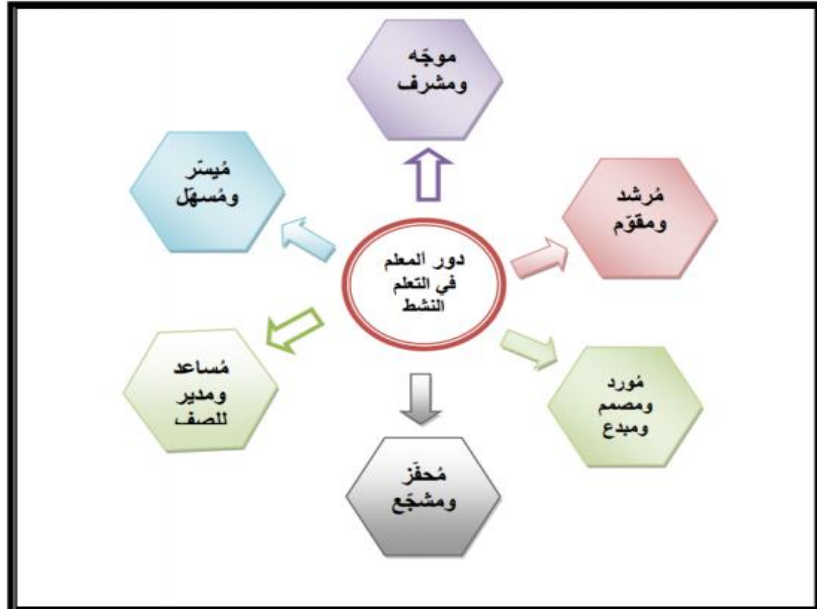 موجّه
ومشرف
مُيسّر
ومُسهّل
مُرشد
ومقوّم
دور المعلم
في التعلم
النشط
مُساعد
ومدير
للصف
مُورد
ومصمم
ومبدع
مُحفّز
ومشجّع